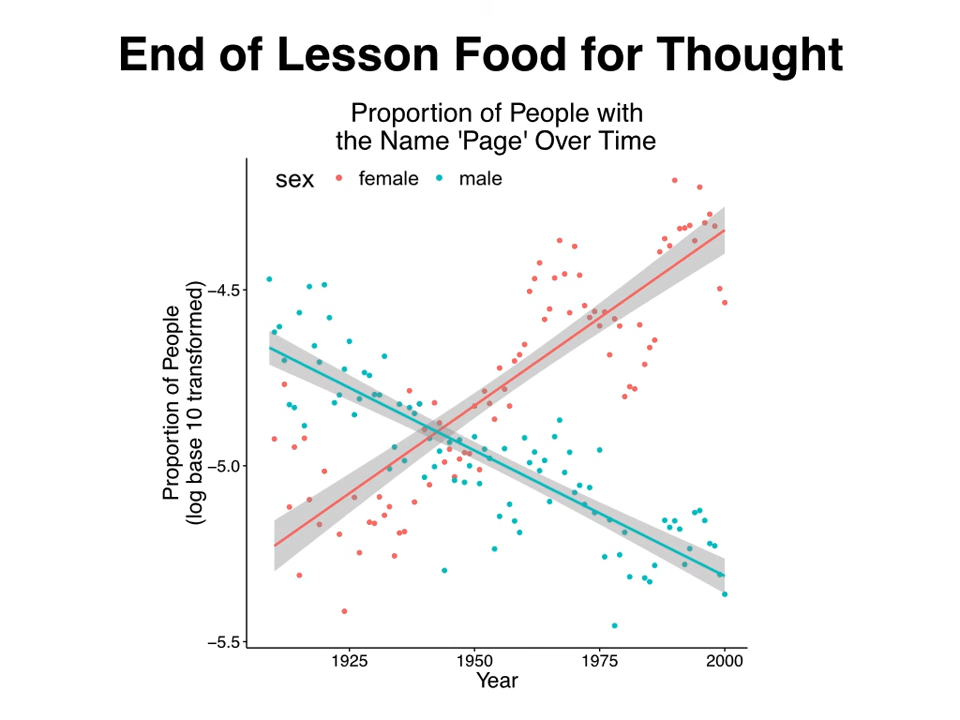 End of Lesson Food for Thought
Proportion of People with
the Name 'Page' Over Time
sex female male
Proportion of People
(log base 10 transformed)
−4.5
−5.0
−5.5
1925 1950 1975 2000
Year